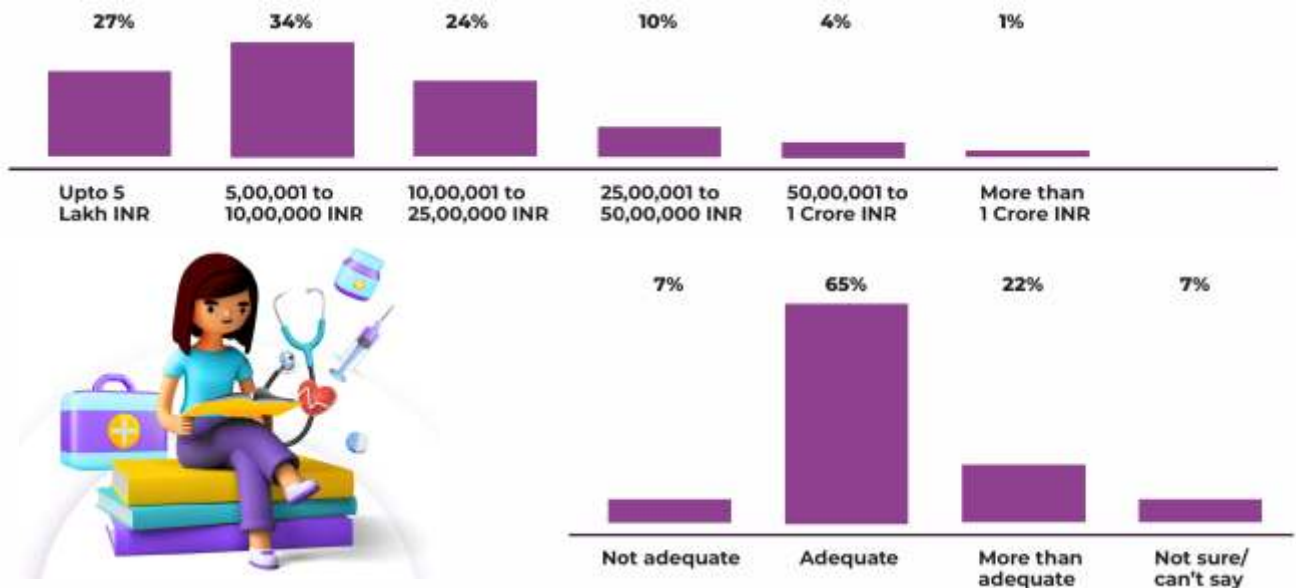 27% 34% 24% 10% 4% 1%
Upto 5 5,00,001 to 10,00,001 to 25,00,001 to 50,00,001 to More than
Lakh INR 10,00,000 INR 25,00,000 INR 50,00,000 INR 1 Crore INR 1 Crore INR
7% 65% 22% 7%
Not adequate Adequate More than Not sure/
adequate can't say